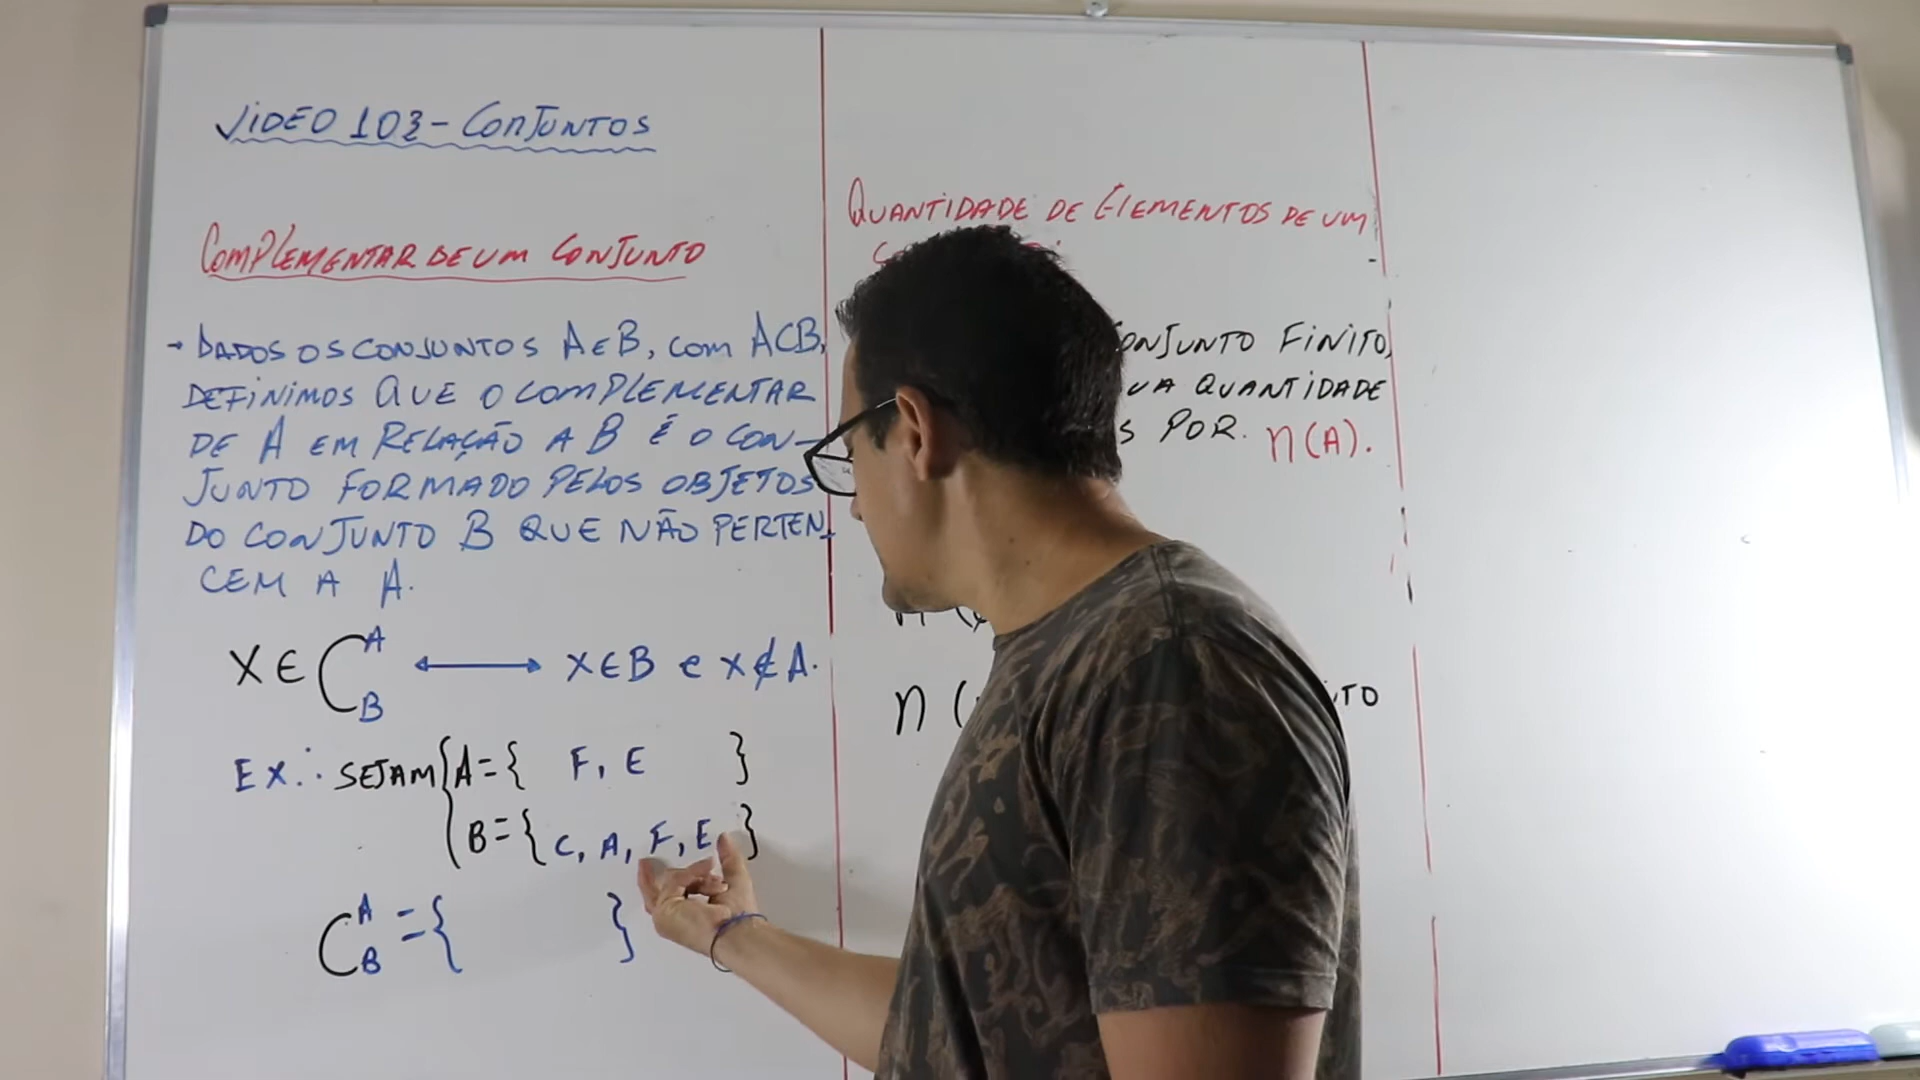 VIDEO 103 - CONJUNTOS
COMPLEMENTAR DE UM CONJUNTO
→ DADOS OS CONJUNTOS A E B, COM A⊂B,
DEFINIMOS QUE O COMPLEMENTAR
DE A EM RELAÇÃO A B É O CON-
JUNTO FORMADO PELOS OBJETOS
DO CONJUNTO B QUE NÃO PERTEN-
CEM A A.
X ∈ C A B ↔ X∈B e X∉A.
EX∴ SEJAM { A = { F, E }
B = { C, A, F, E }
C A B = { }
QUANTIDADE DE ELEMENTOS DE UM
CONJUNTO FINITO,
QUANTIDADE
POR n(A).
n (
n (